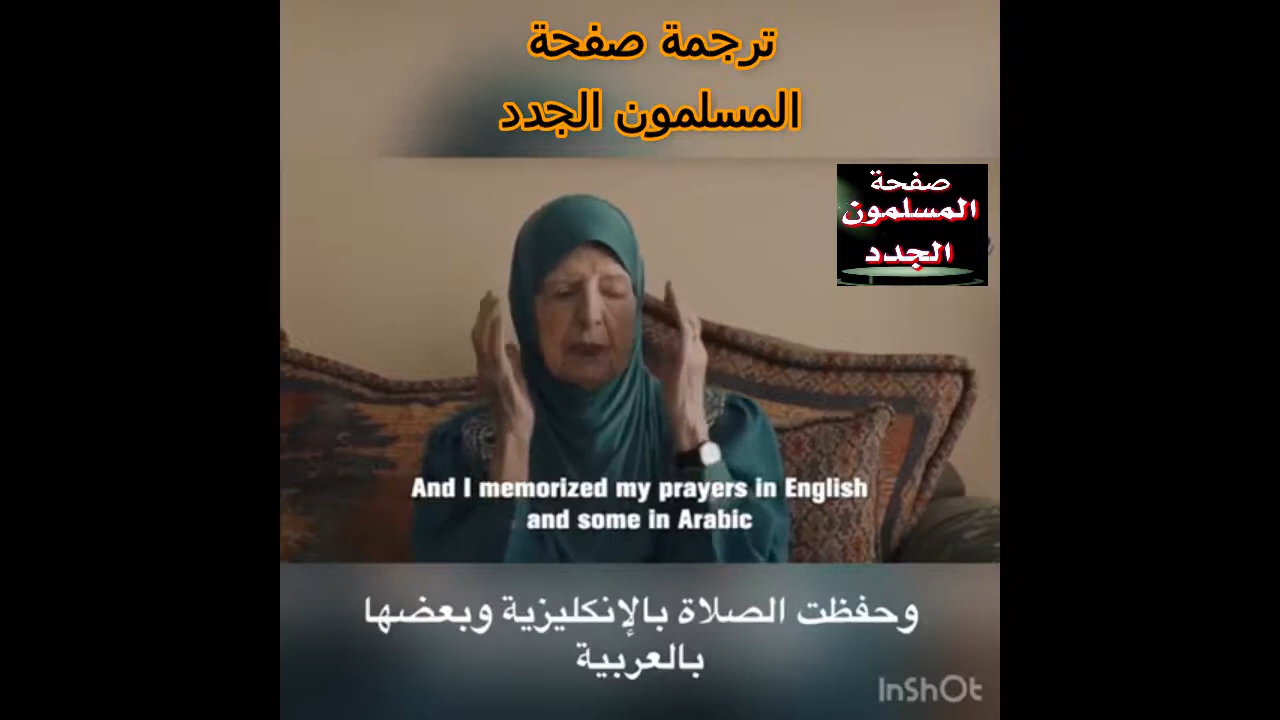 ترجمة صفحة
المسلمون الجدد
صفحة
المسلمون
الجدد
And I memorized my prayers in English
and some in Arabic
وحفظت الصلاة بالإنكليزية وبعضها
بالعربية
InShOt